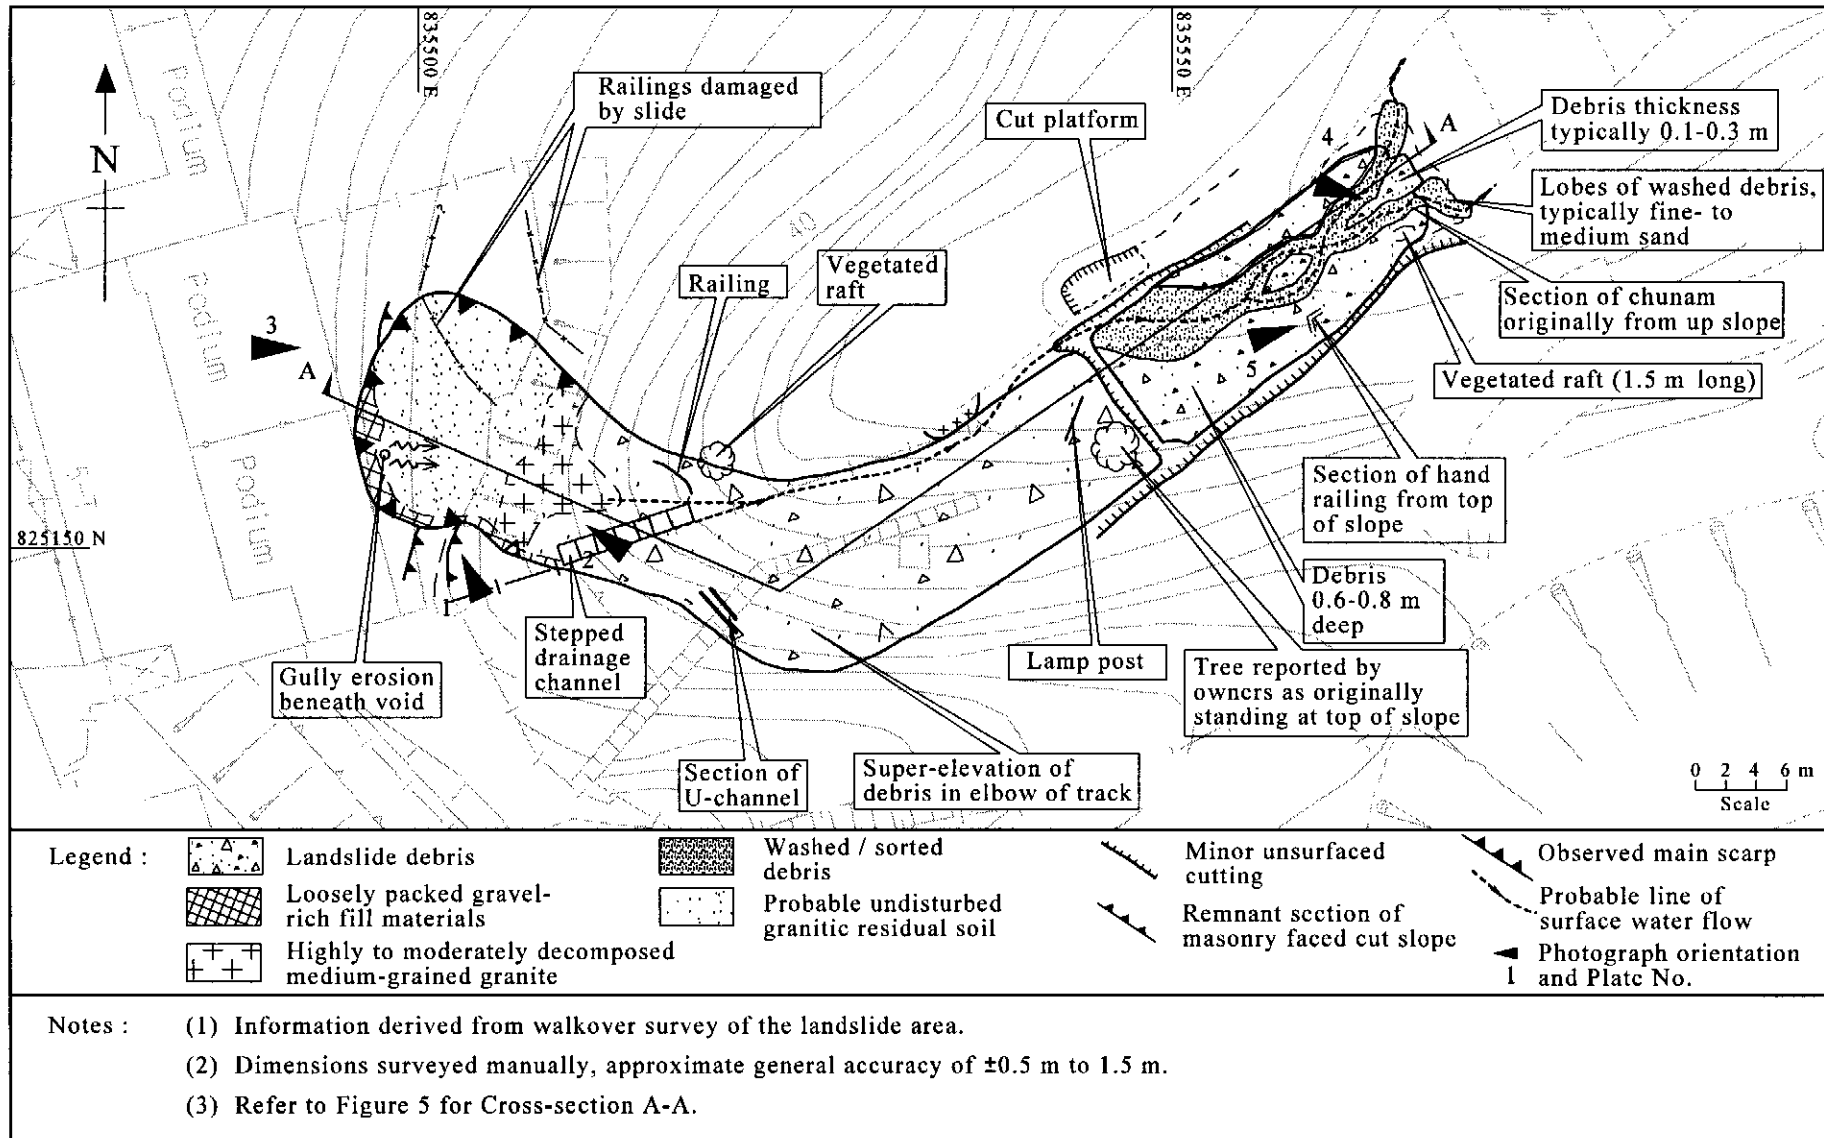 835500 E
835550 E
Podium
Podium
Podium
N
Railings damaged
by slide
Cut platform
4
A
Debris thickness
typically 0.1-0.3 m
Lobes of washed debris,
typically fine- to
medium sand
40
Railing
Vegetated
raft
Section of chunam
originally from up slope
3
A
5
Vegetated raft (1.5 m long)
Section of hand
railing from top
of slope
825150 N
2
1
Debris
0.6-0.8 m
deep
Stepped
drainage
channel
Gully erosion
beneath void
Lamp post
Tree reported by
owners as originally
standing at top of slope
Section of
U-channel
Super-elevation of
debris in elbow of track
0 2 4 6 m
Scale
Legend :
Landslide debris
Loosely packed gravel-
rich fill materials
Highly to moderately decomposed
medium-grained granite
Washed / sorted
debris
Probable undisturbed
granitic residual soil
Minor unsurfaced
cutting
Remnant section of
masonry faced cut slope
Observed main scarp
Probable line of
surface water flow
1
Photograph orientation
and Plate No.
Notes :
(1) Information derived from walkover survey of the landslide area.
(2) Dimensions surveyed manually, approximate general accuracy of ±0.5 m to 1.5 m.
(3) Refer to Figure 5 for Cross-section A-A.